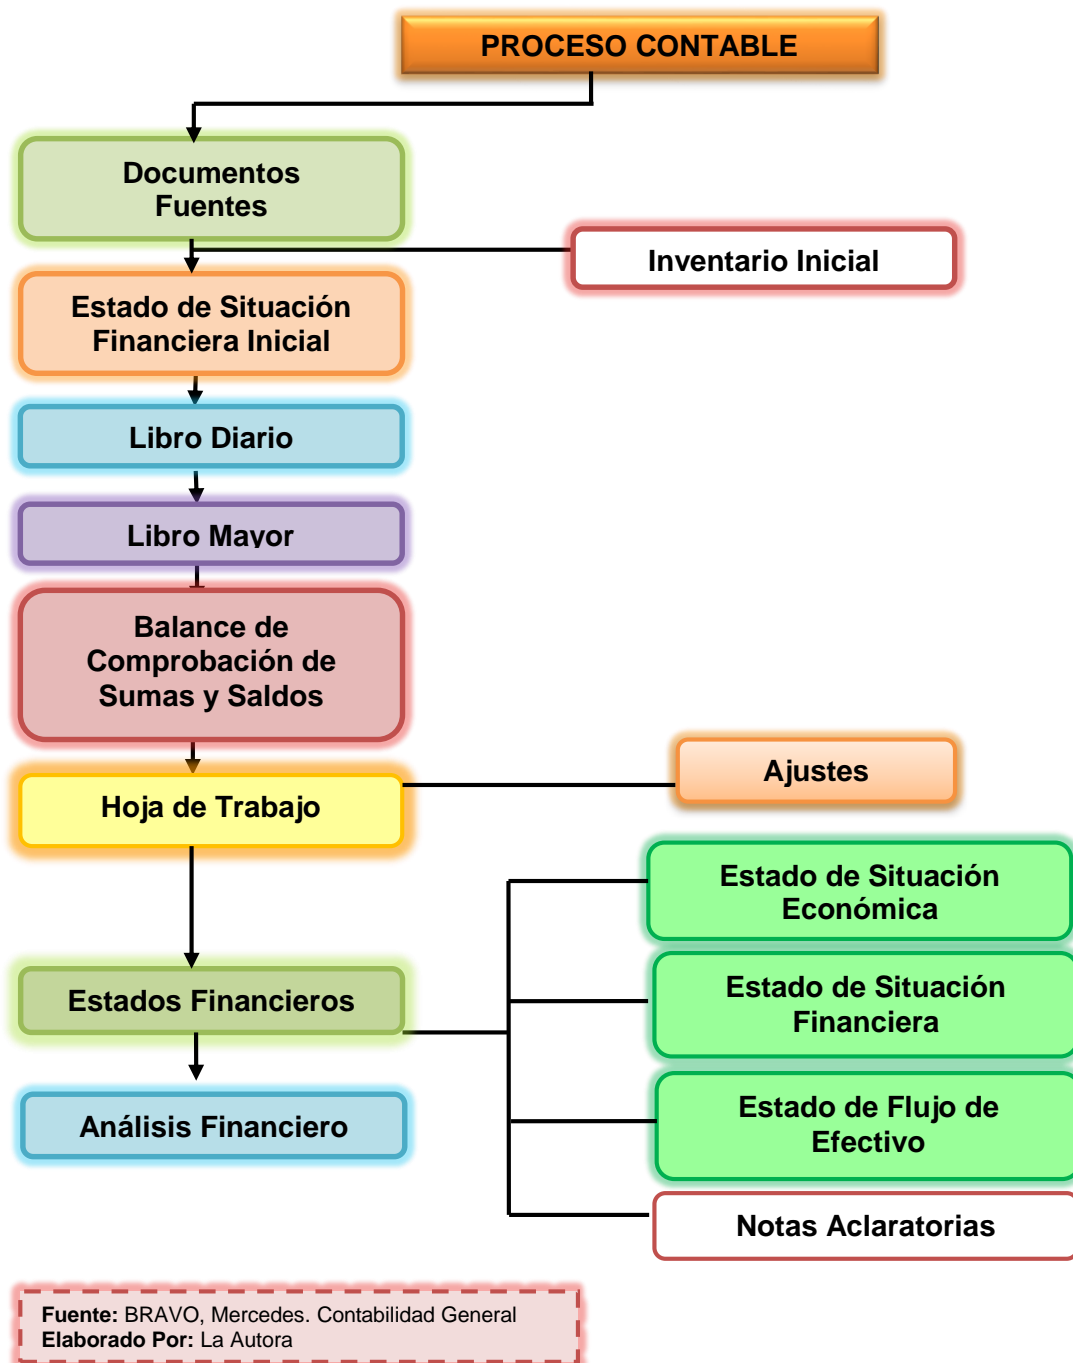 PROCESO CONTABLE
Documentos
Fuentes
Inventario Inicial
Estado de Situación
Financiera Inicial
Libro Diario
Libro Mayor
Balance de
Comprobación de
Sumas y Saldos
Ajustes
Hoja de Trabajo
Estado de Situación
Económica
Estados Financieros
Estado de Situación
Financiera
Estado de Flujo de
Efectivo
Análisis Financiero
Notas Aclaratorias
Fuente: BRAVO, Mercedes. Contabilidad General
Elaborado Por: La Autora